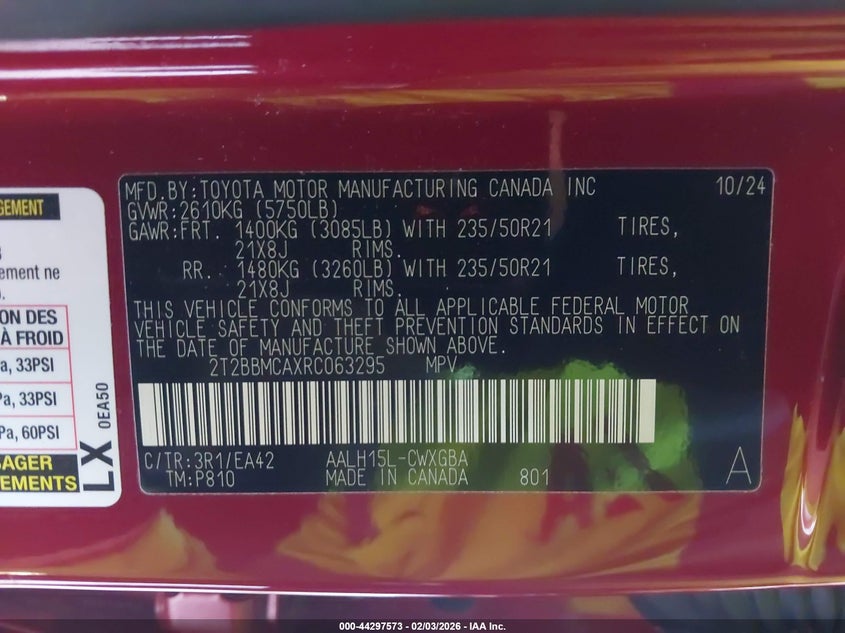 GEMENT
ement ne
ON DES
À FROID
a, 33PSI
Pa, 33PSI
Pa, 60PSI
SAGER
EMENTS
LX
0EA50
MFD.BY:TOYOTA MOTOR MANUFACTURING CANADA INC 10/24
GVWR:2610KG (5750LB)
GAWR:FRT. 1400KG (3085LB) WITH 235/50R21 TIRES,
21X8J RIMS.
RR. 1480KG (3260LB) WITH 235/50R21 TIRES,
21X8J RIMS.
THIS VEHICLE CONFORMS TO ALL APPLICABLE FEDERAL MOTOR
VEHICLE SAFETY AND THEFT PREVENTION STANDARDS IN EFFECT ON
THE DATE OF MANUFACTURE SHOWN ABOVE.
2T2BBMCAXRC063295 MPV
C/TR:3R1/EA42 AALH15L-CWXGBA
TM:P810 MADE IN CANADA 801
A
000-44297573 - 02/03/2026 - IAA Inc.